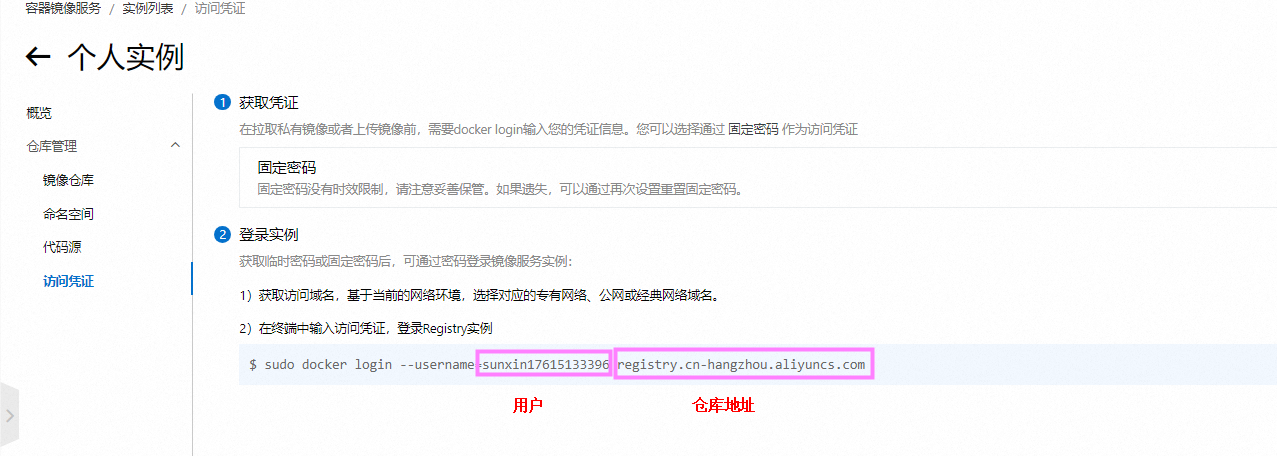 容器镜像服务 / 实例列表 / 访问凭证
← 个人实例
概览
仓库管理
镜像仓库
命名空间
代码源
访问凭证
1 获取凭证
在拉取私有镜像或者上传镜像前，需要docker login输入您的凭证信息。您可以选择通过 固定密码 作为访问凭证
固定密码
固定密码没有时效限制，请注意妥善保管。如果遗失，可以通过再次设置重置固定密码。
2 登录实例
获取临时密码或固定密码后，可通过密码登录镜像服务实例：
1）获取访问域名，基于当前的网络环境，选择对应的专有网络、公网或经典网络域名。
2）在终端中输入访问凭证，登录Registry实例
$ sudo docker login --username=sunxin17615133396 registry.cn-hangzhou.aliyuncs.com
用户 仓库地址